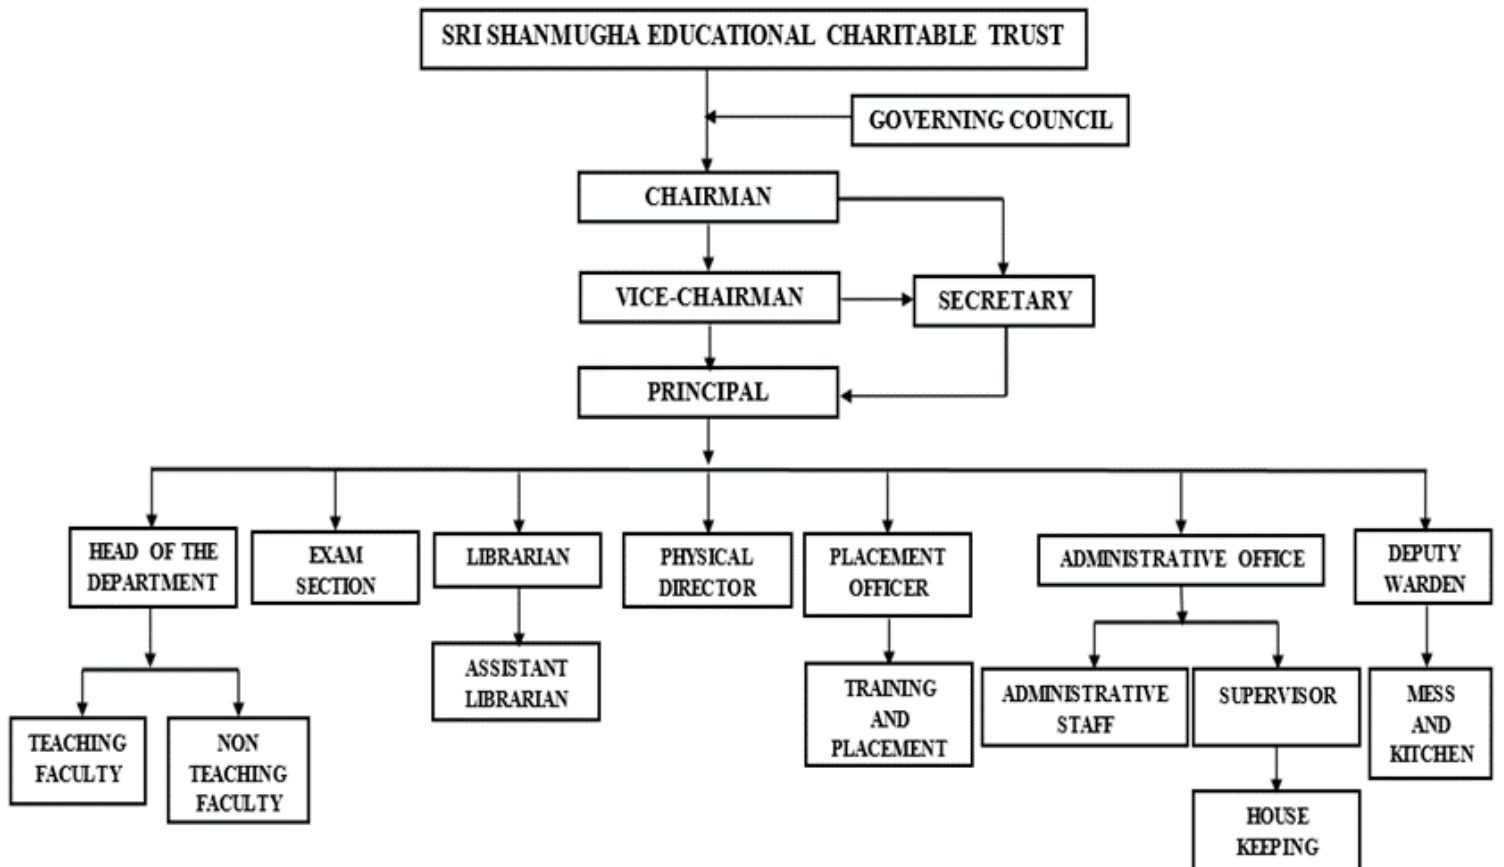 SRI SHANMUGHA EDUCATIONAL CHARITABLE TRUST
GOVERNING COUNCIL
CHAIRMAN
VICE-CHAIRMAN
SECRETARY
PRINCIPAL
HEAD OF THE
DEPARTMENT
EXAM
SECTION
LIBRARIAN
PHYSICAL
DIRECTOR
PLACEMENT
OFFICER
ADMINISTRATIVE OFFICE
DEPUTY
WARDEN
TEACHING
FACULTY
NON
TEACHING
FACULTY
ASSISTANT
LIBRARIAN
TRAINING
AND
PLACEMENT
ADMINISTRATIVE
STAFF
SUPERVISOR
MESS
AND
KITCHEN
HOUSE
KEEPING